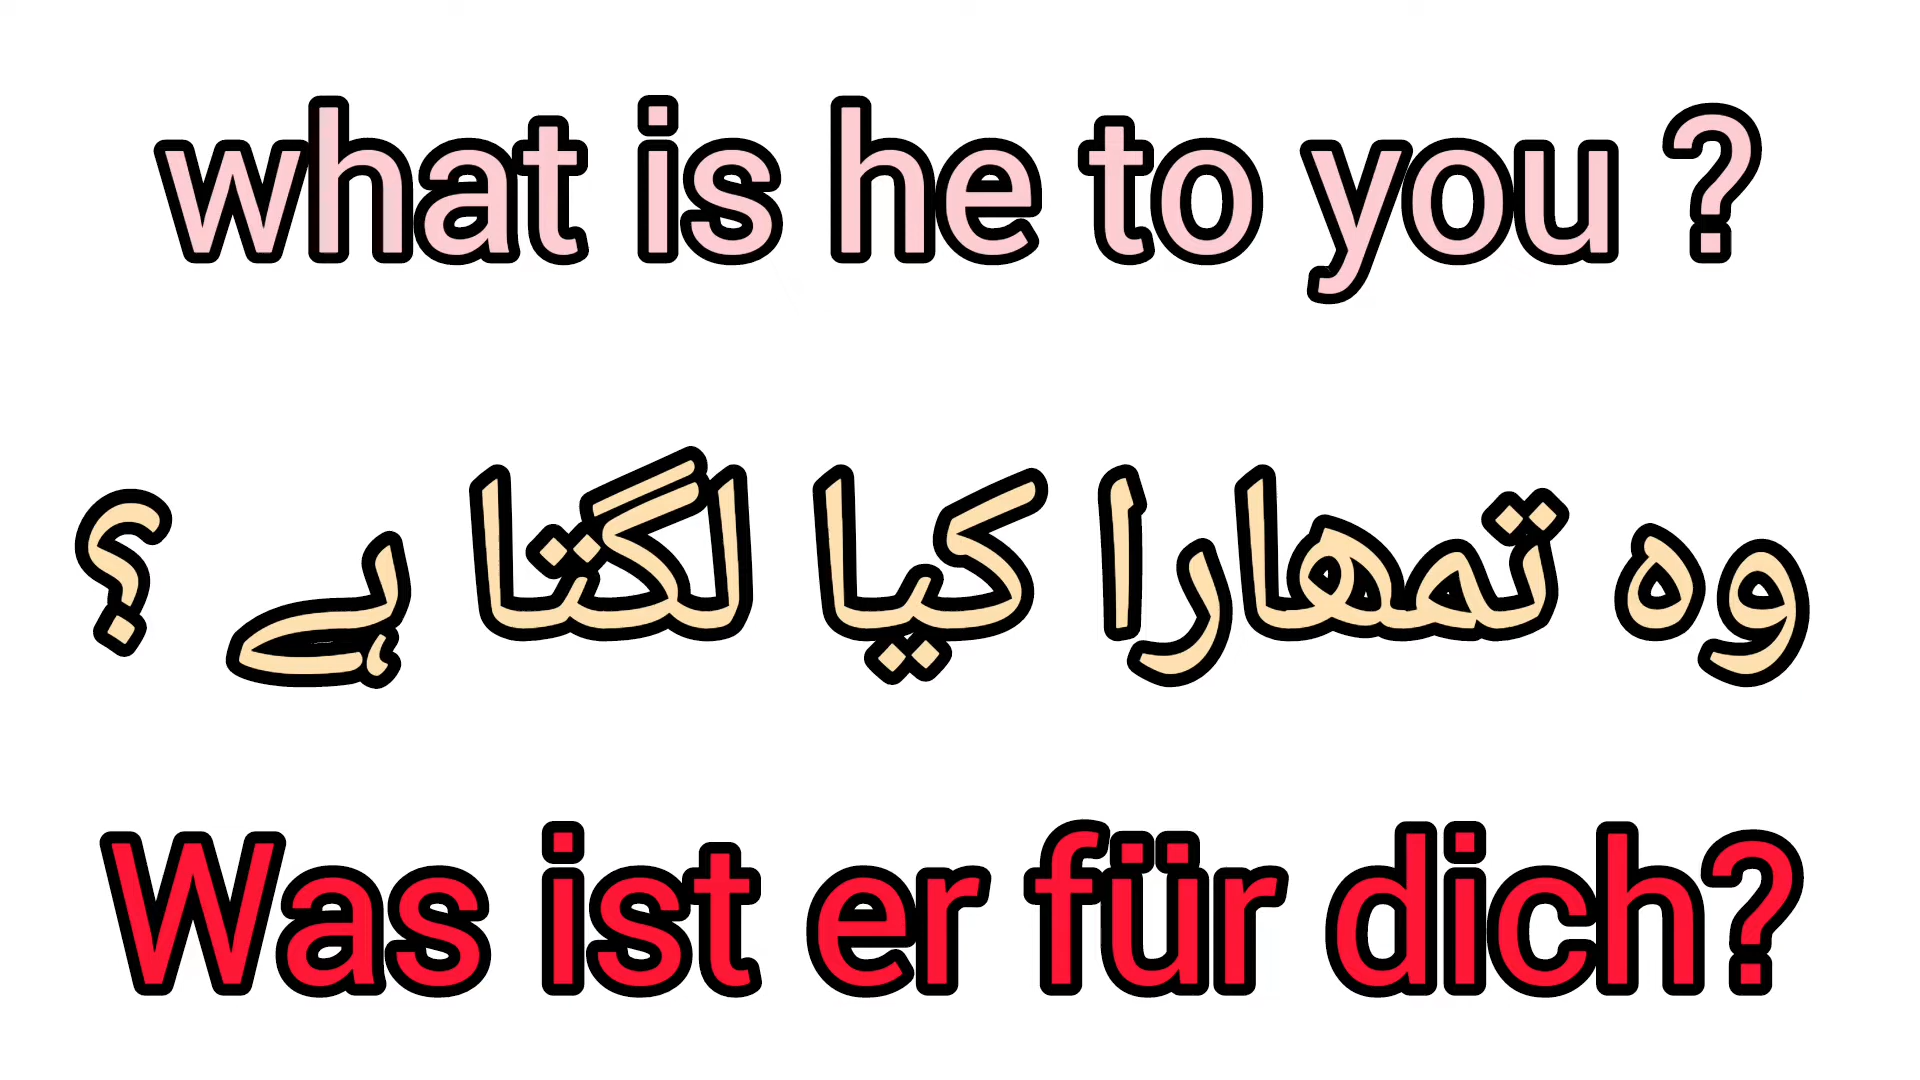 what is he to you ?
وہ تمھارا کیا لگتا ہے ؟
Was ist er für dich?